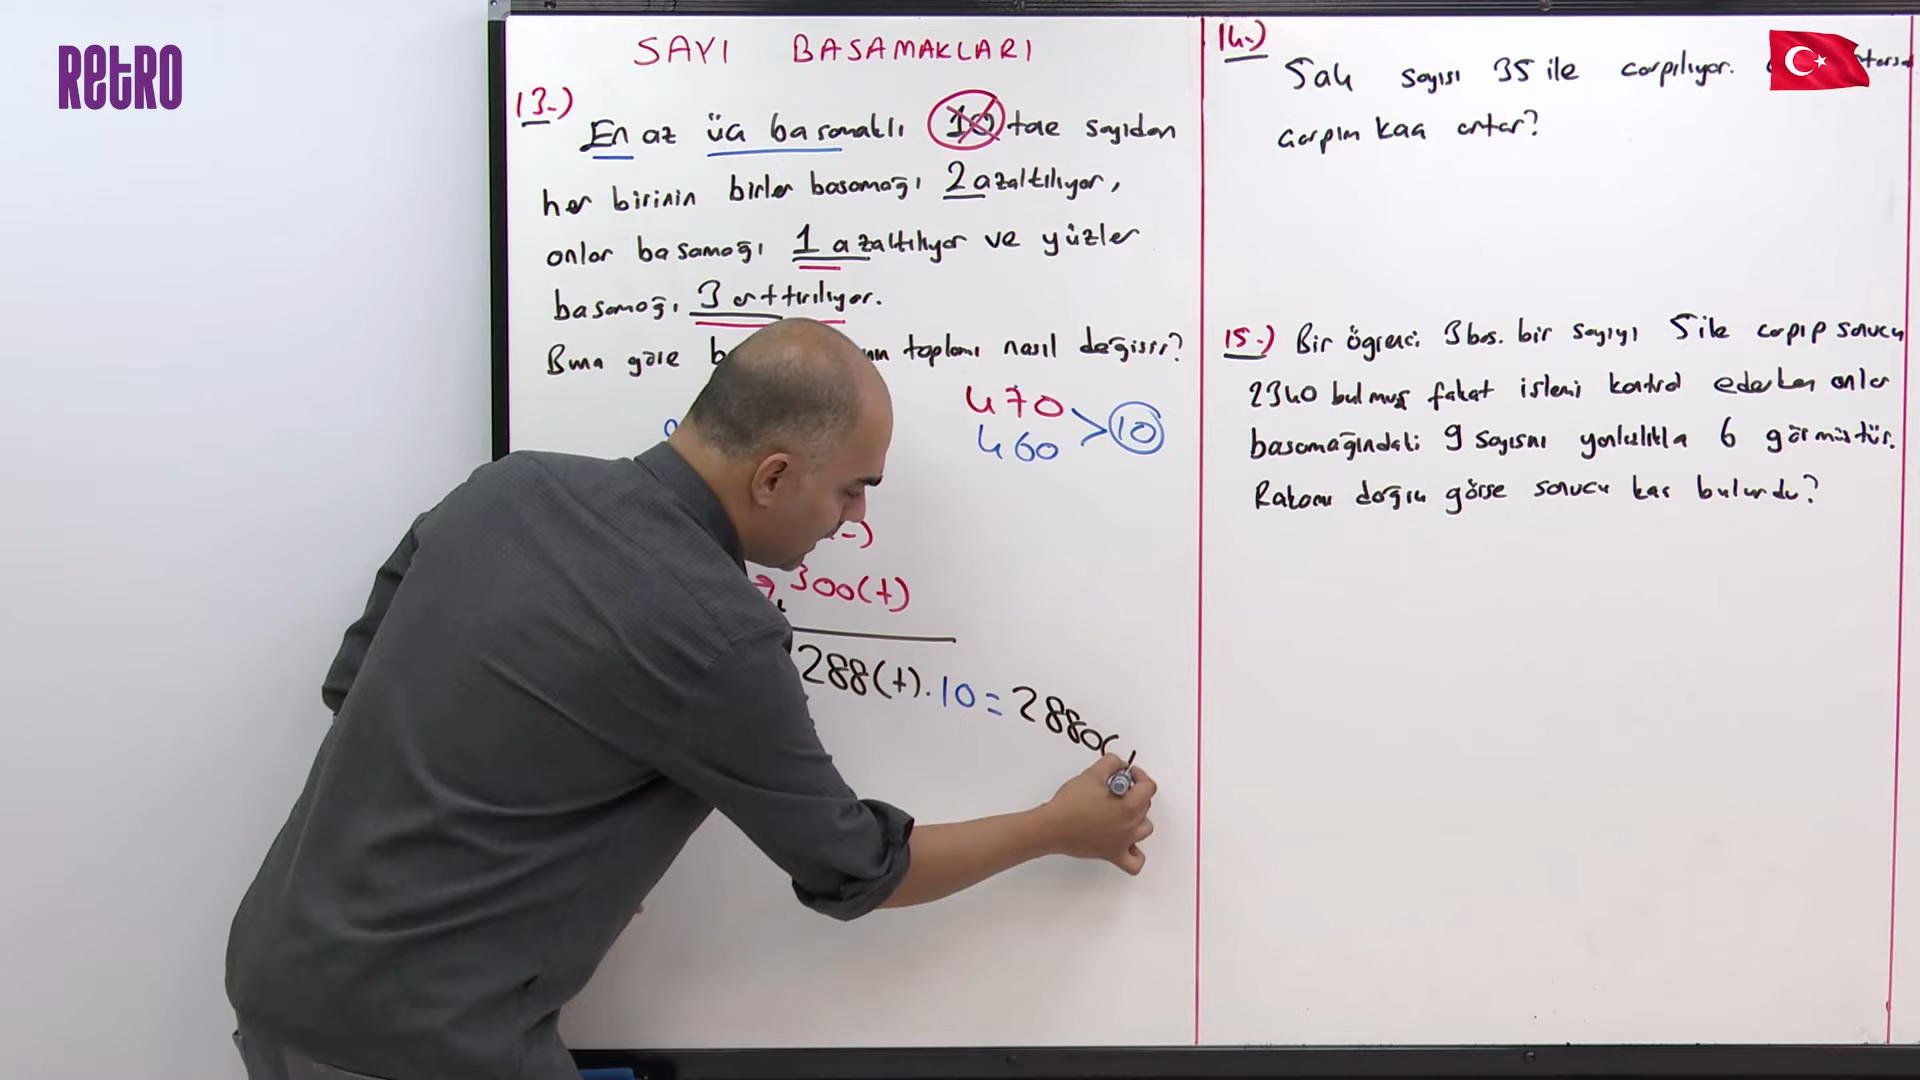 RETRO
SAYI BASAMAKLARI
13-)
En az üç basamaklı 10 tane sayıdan
her birinin birler basamağı 2 azaltılıyor,
onlar basamağı 1 azaltılıyor ve yüzler
basamağı 3 arttırılıyor.
Buna göre toplamı nasıl değişir?
470
460 > 10
300(+)
288(+).10 = 2880(
14-)
5a4 sayısı 35 ile çarpılıyor.
çarpım kaç artar?
15-) Bir öğrenci 3 bas. bir sayıyı 5 ile çarpıp sonucu
2340 bulmuş fakat işlemi kontrol ederken onlar
basamağındaki 9 sayısını yanlışlıkla 6 görmüştür.
Rakamı doğru görse sonucu kaç bulurdu?